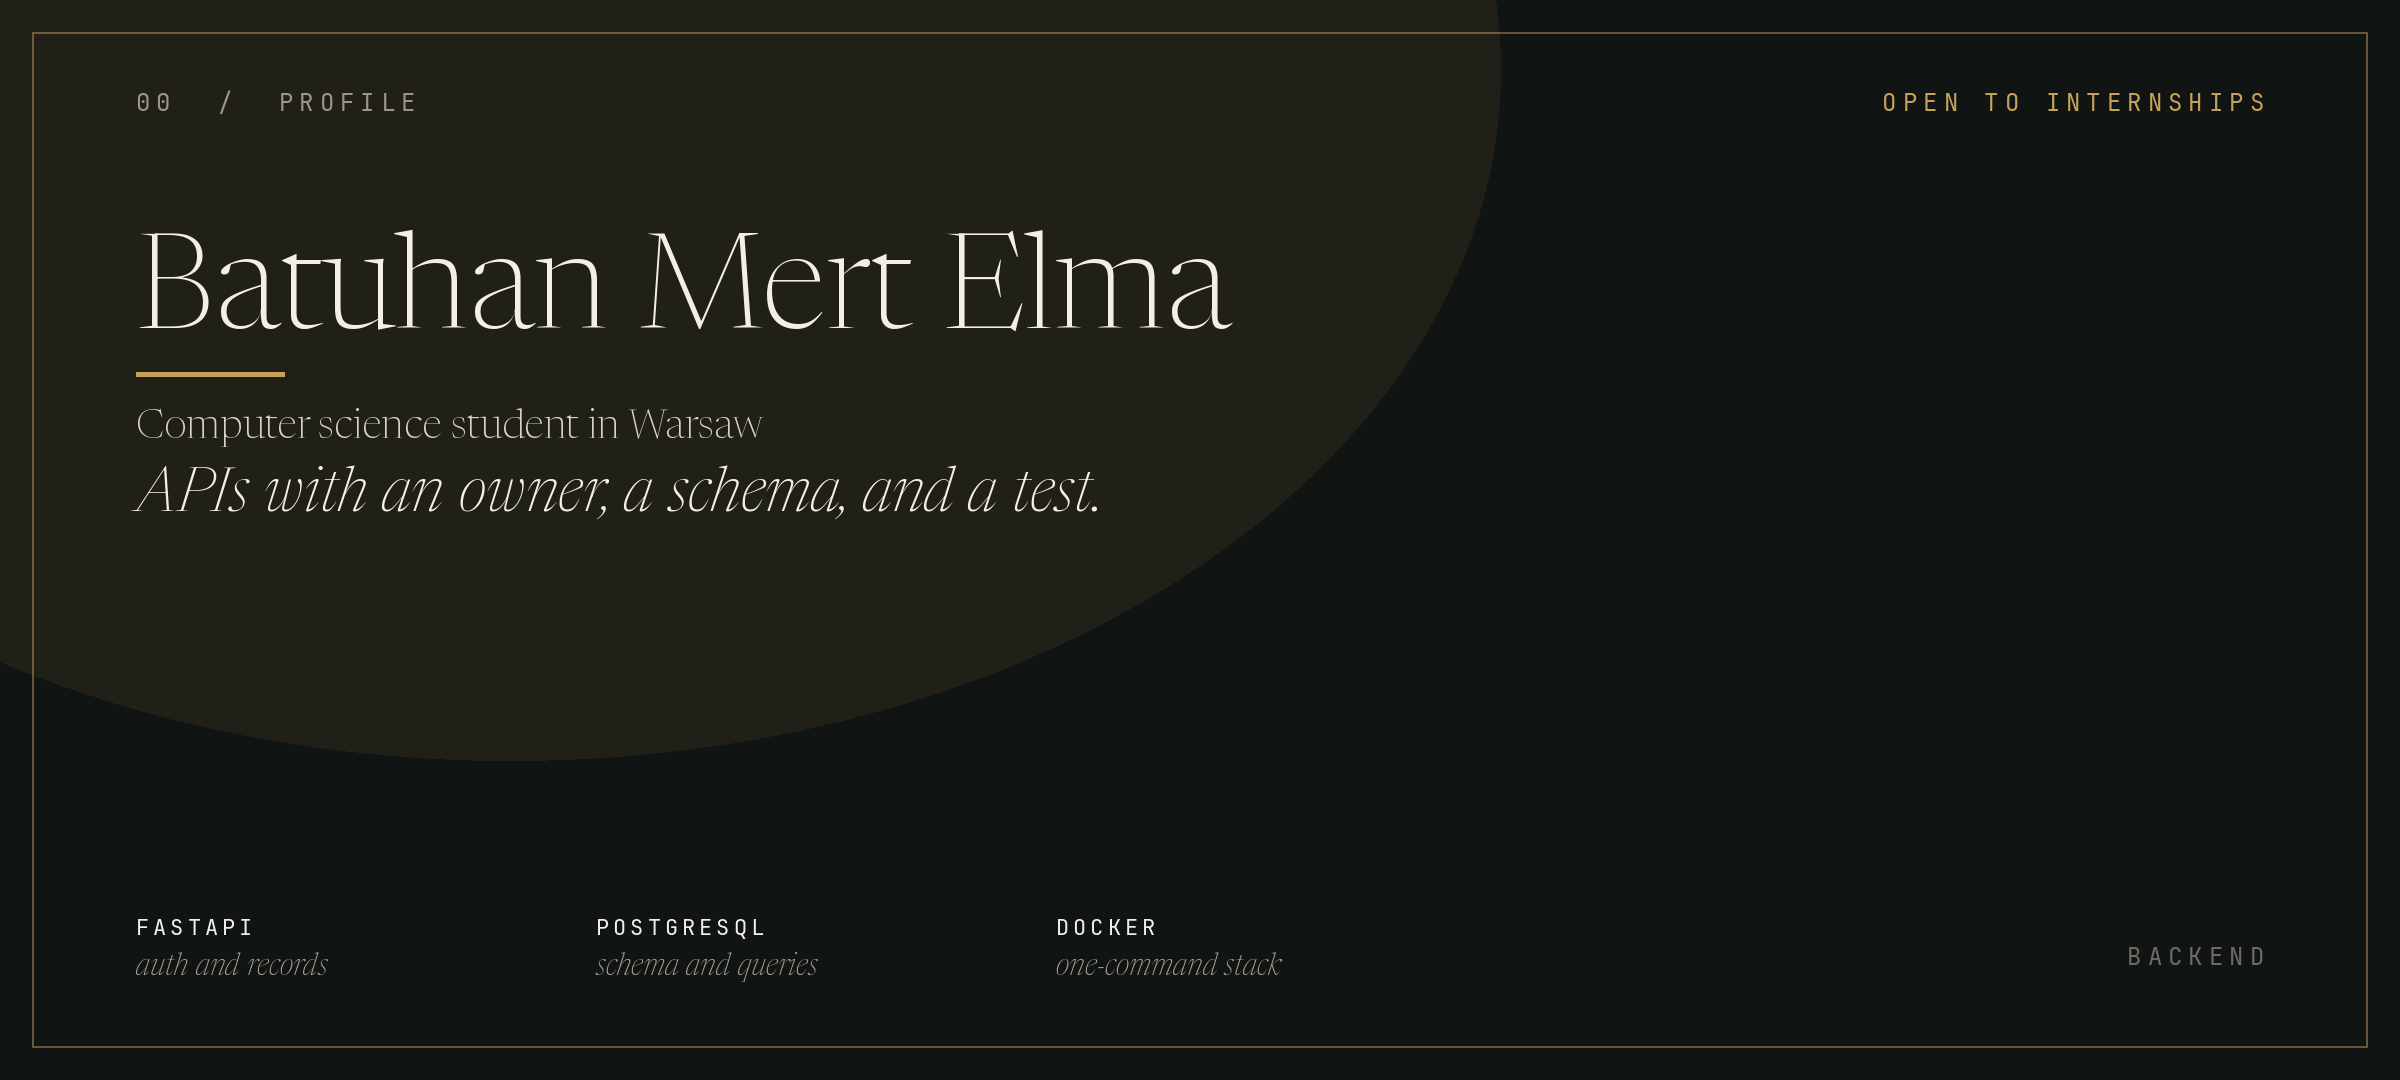 00 / PROFILE
OPEN TO INTERNSHIPS
Batuhan Mert Elma
Computer science student in Warsaw
APIs with an owner, a schema, and a test.
FASTAPI
auth and records
POSTGRESQL
schema and queries
DOCKER
one-command stack
BACKEND